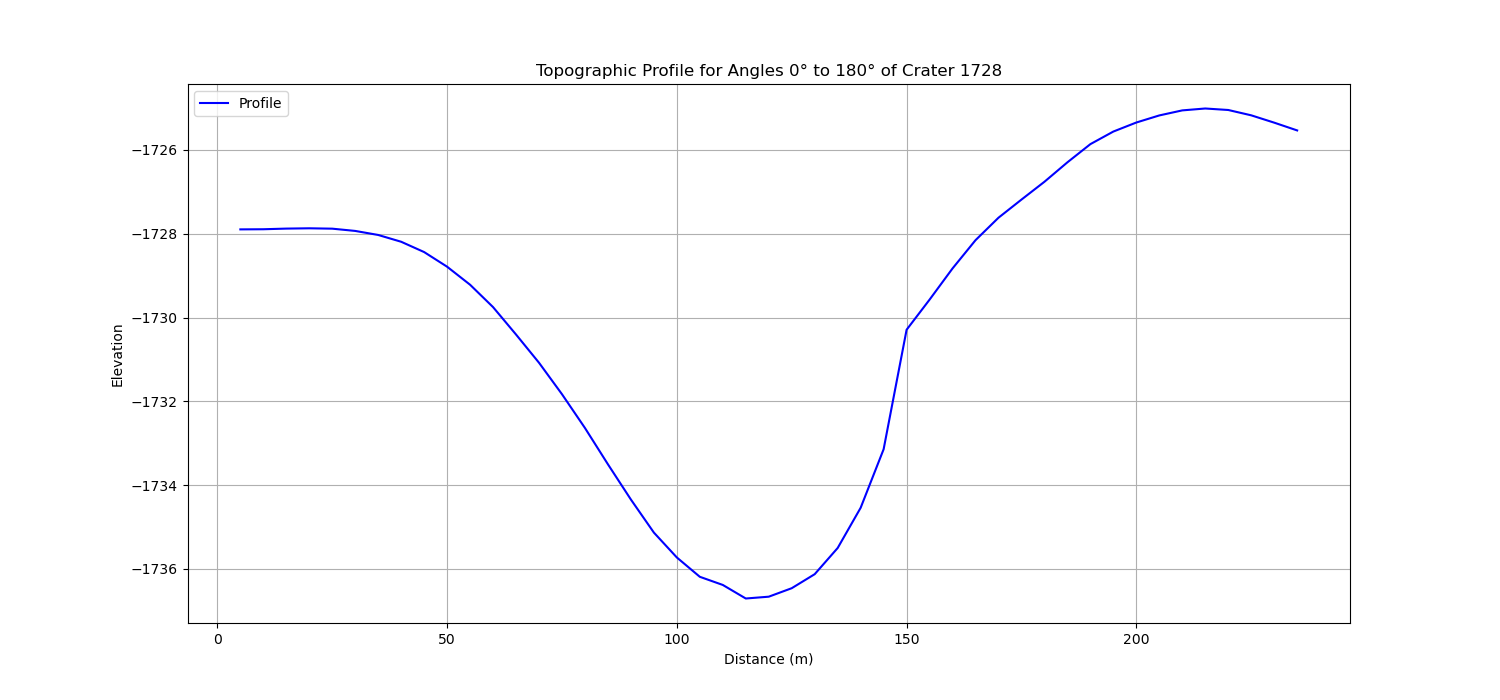 Topographic Profile for Angles 0° to 180° of Crater 1728
Profile
Elevation
−1726
−1728
−1730
−1732
−1734
−1736
0 50 100 150 200
Distance (m)